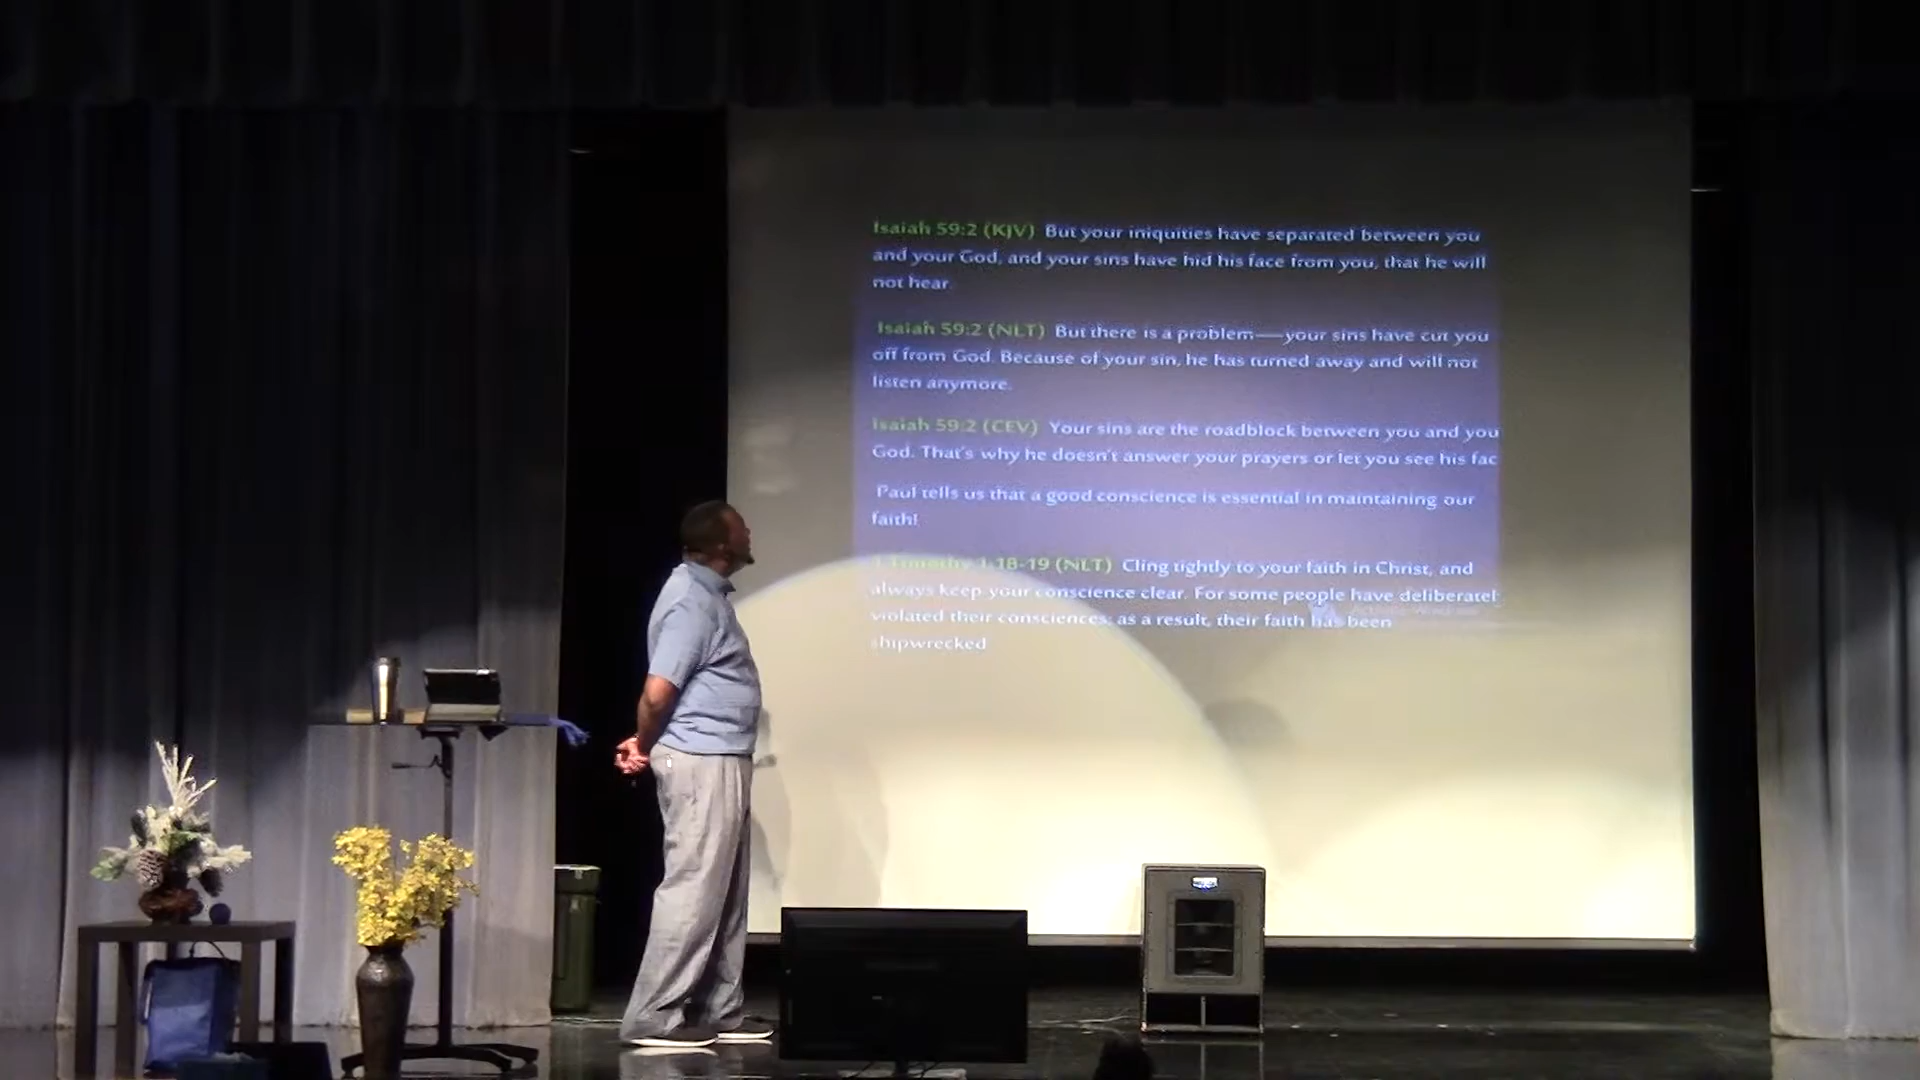 Isaiah 59:2 (KJV) But your iniquities have separated between you
and your God, and your sins have hid his face from you, that he will
not hear.
Isaiah 59:2 (NLT) But there is a problem—your sins have cut you
off from God. Because of your sin, he has turned away and will not
listen anymore.
Isaiah 59:2 (CEV) Your sins are the roadblock between you and you
God. That's why he doesn't answer your prayers or let you see his fac
Paul tells us that a good conscience is essential in maintaining our
faith!
1 Timothy 1:18-19 (NLT) Cling tightly to your faith in Christ, and
always keep your conscience clear. For some people have deliberatel
violated their consciences; as a result, their faith has been
shipwrecked